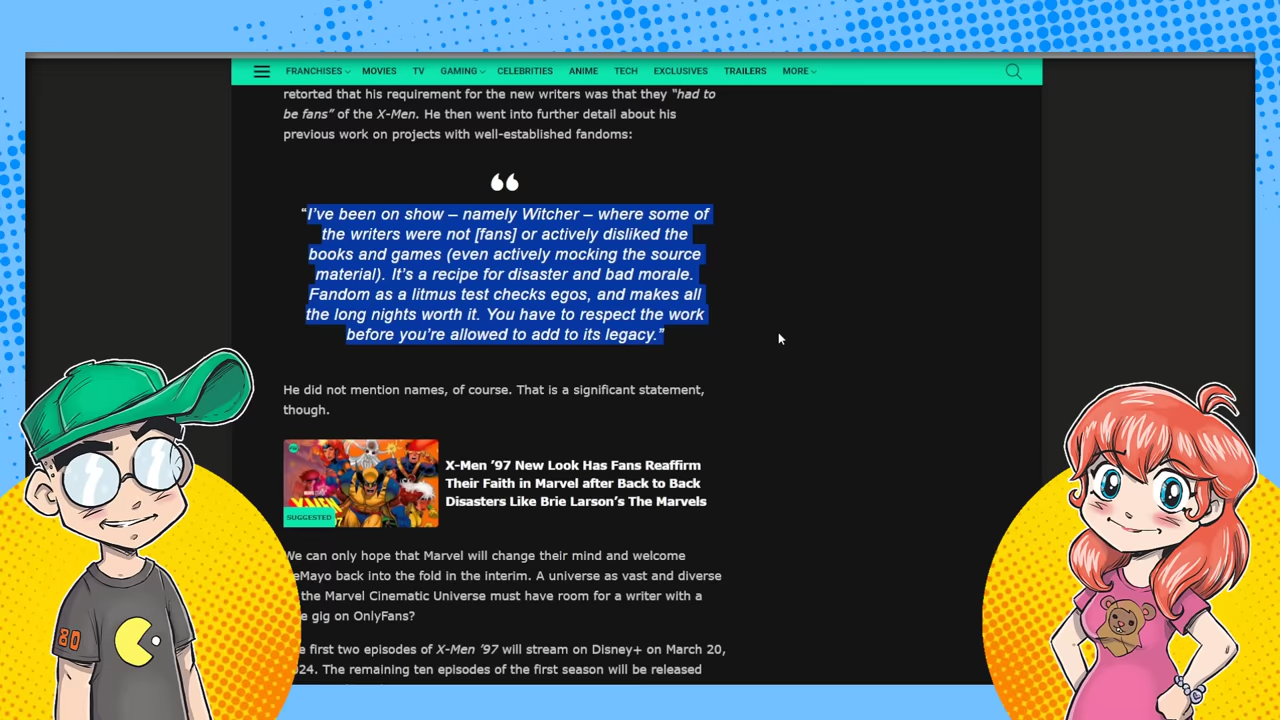 FRANCHISES MOVIES TV GAMING CELEBRITIES ANIME TECH EXCLUSIVES TRAILERS MORE
retorted that his requirement for the new writers was that they “had to
be fans” of the X-Men. He then went into further detail about his
previous work on projects with well-established fandoms:
“I’ve been on show – namely Witcher – where some of
the writers were not [fans] or actively disliked the
books and games (even actively mocking the source
material). It’s a recipe for disaster and bad morale.
Fandom as a litmus test checks egos, and makes all
the long nights worth it. You have to respect the work
before you’re allowed to add to its legacy.”
He did not mention names, of course. That is a significant statement,
though.
X-Men ’97 New Look Has Fans Reaffirm
Their Faith in Marvel after Back to Back
Disasters Like Brie Larson’s The Marvels
SUGGESTED
We can only hope that Marvel will change their mind and welcome
eMayo back into the fold in the interim. A universe as vast and diverse
the Marvel Cinematic Universe must have room for a writer with a
gig on OnlyFans?
first two episodes of X-Men ’97 will stream on Disney+ on March 20,
24. The remaining ten episodes of the first season will be released
80